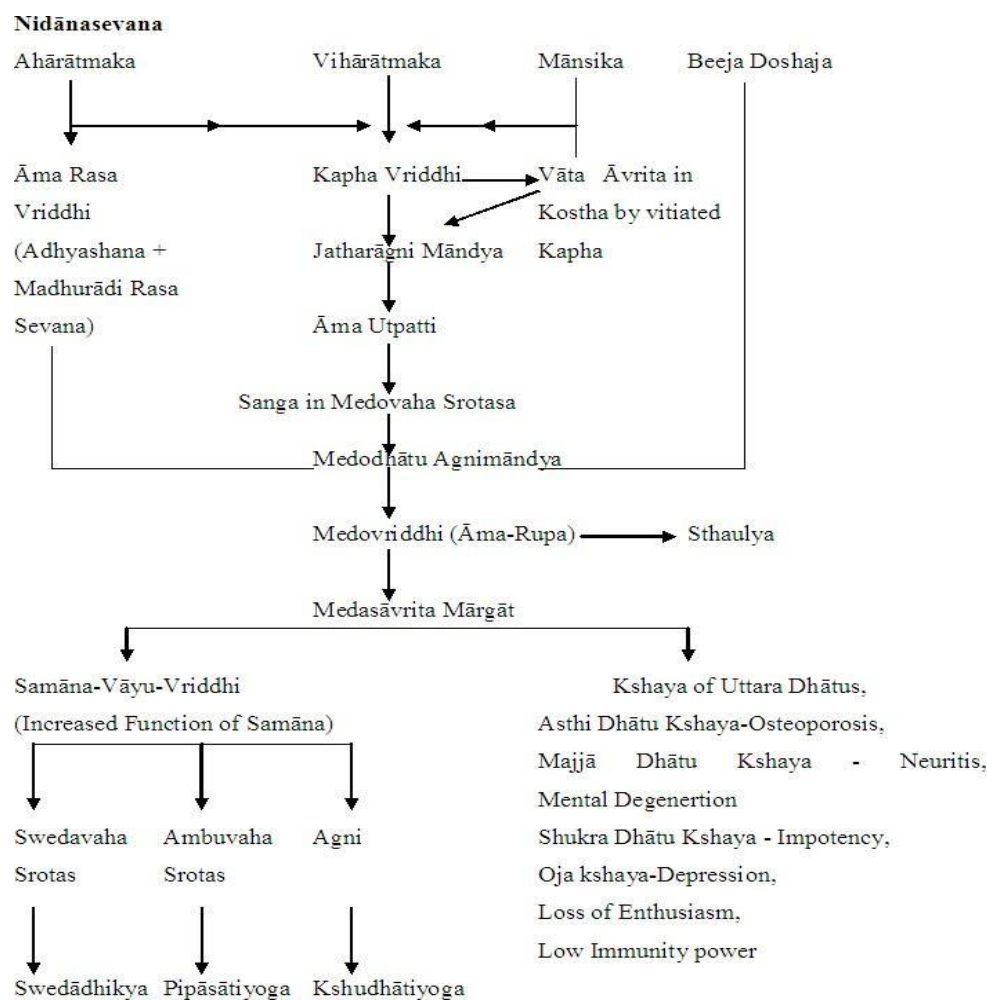 Nidānasevana
Ahārātmaka Vihārātmaka Mānsika Beeja Doshaja
Āma Rasa
Vriddhi
(Adhyashana +
Madhurādi Rasa
Sevana)
Kapha Vriddhi
Vāta Āvrita in
Kostha by vitiated
Kapha
Jatharāgni Māndya
Āma Utpatti
Sanga in Medovaha Srotasa
Medodhātu Agnimāndya
Medovriddhi (Āma-Rupa)
Sthaulya
Medasāvrita Mārgāt
Samāna-Vāyu-Vriddhi
(Increased Function of Samāna)
Swedavaha
Srotas
Ambuvaha
Srotas
Agni
Swedādhikya
Pipāsātiyoga
Kshudhātiyoga
Kshaya of Uttara Dhātus,
Asthi Dhātu Kshaya-Osteoporosis,
Majjā Dhātu Kshaya - Neuritis,
Mental Degenertion
Shukra Dhātu Kshaya - Impotency,
Oja kshaya-Depression,
Loss of Enthusiasm,
Low Immunity power